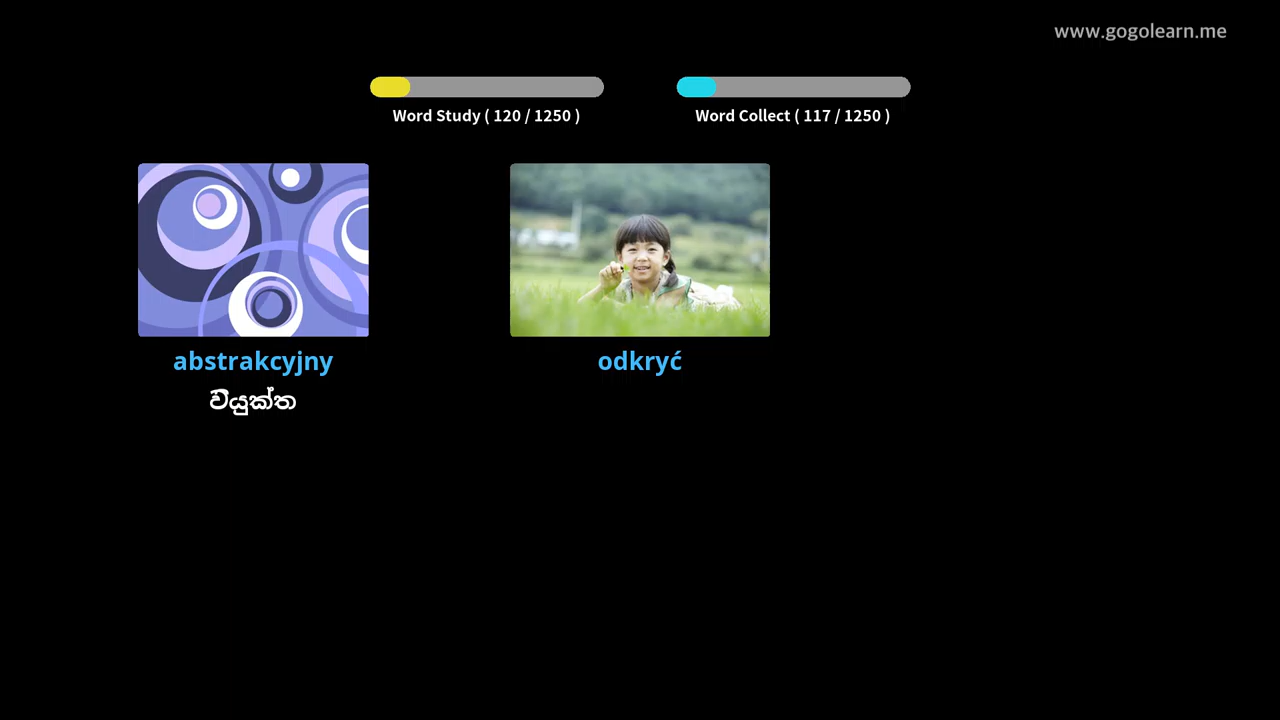 www.gogolearn.me
Word Study ( 120 / 1250 )
Word Collect ( 117 / 1250 )
abstrakcyjny
odkryć
වියුක්ත